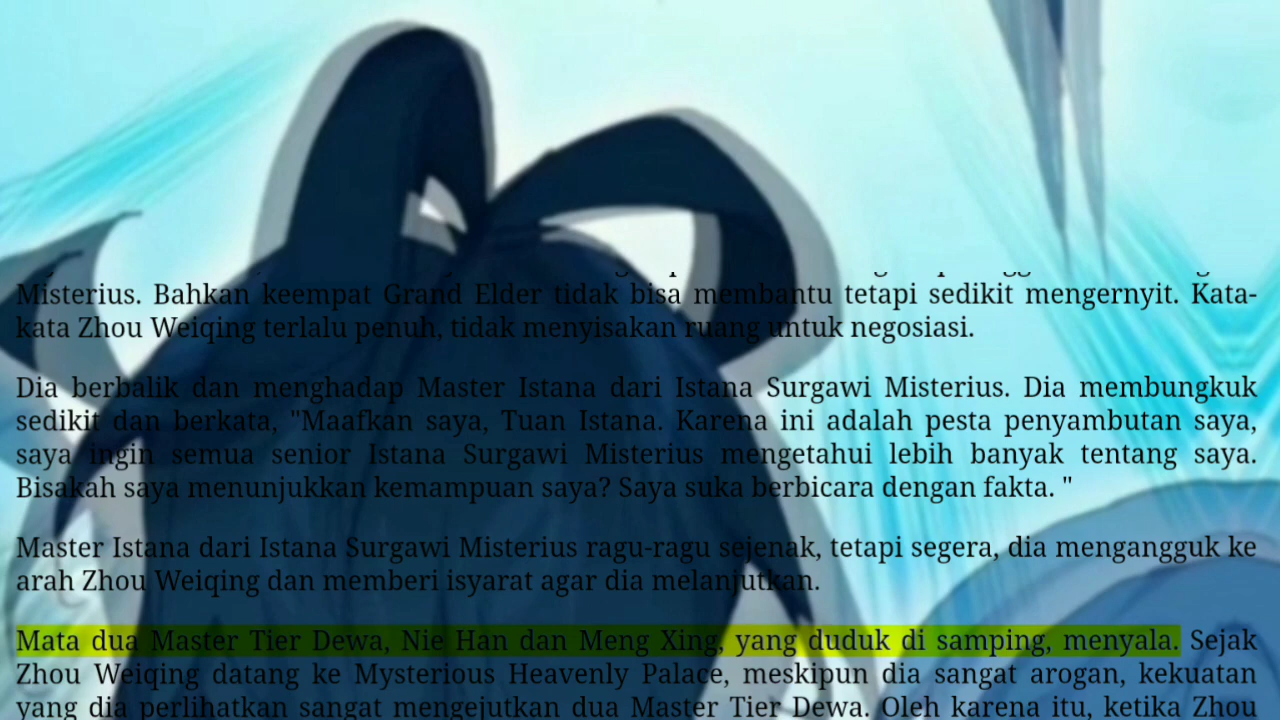 Misterius. Bahkan keempat Grand Elder tidak bisa membantu tetapi sedikit mengernyit. Kata-
kata Zhou Weiqing terlalu penuh, tidak menyisakan ruang untuk negosiasi.
Dia berbalik dan menghadap Master Istana dari Istana Surgawi Misterius. Dia membungkuk
sedikit dan berkata, "Maafkan saya, Tuan Istana. Karena ini adalah pesta penyambutan saya,
saya ingin semua senior Istana Surgawi Misterius mengetahui lebih banyak tentang saya.
Bisakah saya menunjukkan kemampuan saya? Saya suka berbicara dengan fakta. "
Master Istana dari Istana Surgawi Misterius ragu-ragu sejenak, tetapi segera, dia mengangguk ke
arah Zhou Weiqing dan memberi isyarat agar dia melanjutkan.
Mata dua Master Tier Dewa, Nie Han dan Meng Xing, yang duduk di samping, menyala. Sejak
Zhou Weiqing datang ke Mysterious Heavenly Palace, meskipun dia sangat arogan, kekuatan
yang dia perlihatkan sangat mengejutkan dua Master Tier Dewa. Oleh karena itu, ketika Zhou